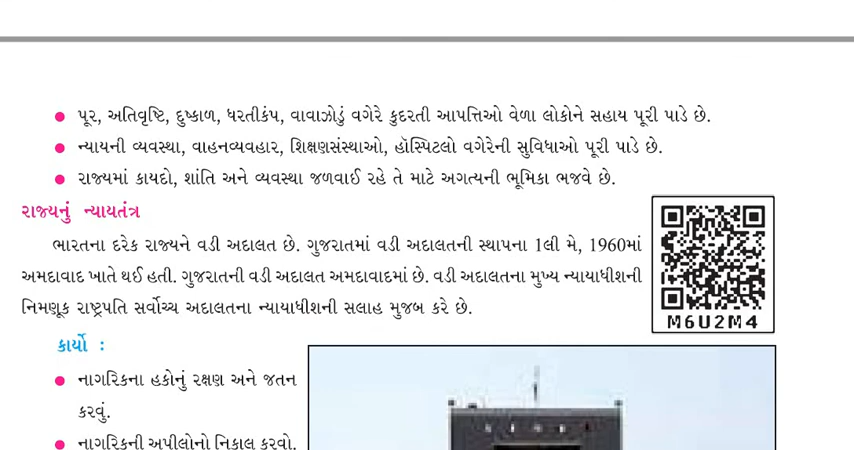 ● પૂર, અતિવૃષ્ટિ, દુષ્કાળ, ધરતીકંપ, વાવાઝોડું વગેરે કુદરતી આપત્તિઓ વેળા લોકોને સહાય પૂરી પાડે છે.
● ન્યાયની વ્યવસ્થા, વાહનવ્યવહાર, શિક્ષણસંસ્થાઓ, હૉસ્પિટલો વગેરેની સુવિધાઓ પૂરી પાડે છે.
● રાજ્યમાં કાયદો, શાંતિ અને વ્યવસ્થા જળવાઈ રહે તે માટે અગત્યની ભૂમિકા ભજવે છે.
રાજ્યનું ન્યાયતંત્ર
ભારતના દરેક રાજ્યને વડી અદાલત છે. ગુજરાતમાં વડી અદાલતની સ્થાપના 1લી મે, 1960માં
અમદાવાદ ખાતે થઈ હતી. ગુજરાતની વડી અદાલત અમદાવાદમાં છે. વડી અદાલતના મુખ્ય ન્યાયાધીશની
નિમણૂક રાષ્ટ્રપતિ સર્વોચ્ચ અદાલતના ન્યાયાધીશની સલાહ મુજબ કરે છે.
M6U2M4
કાર્યો :
● નાગરિકના હકોનું રક્ષણ અને જતન
કરવું.
● નાગરિકની અપીલોનો નિકાલ કરવો.